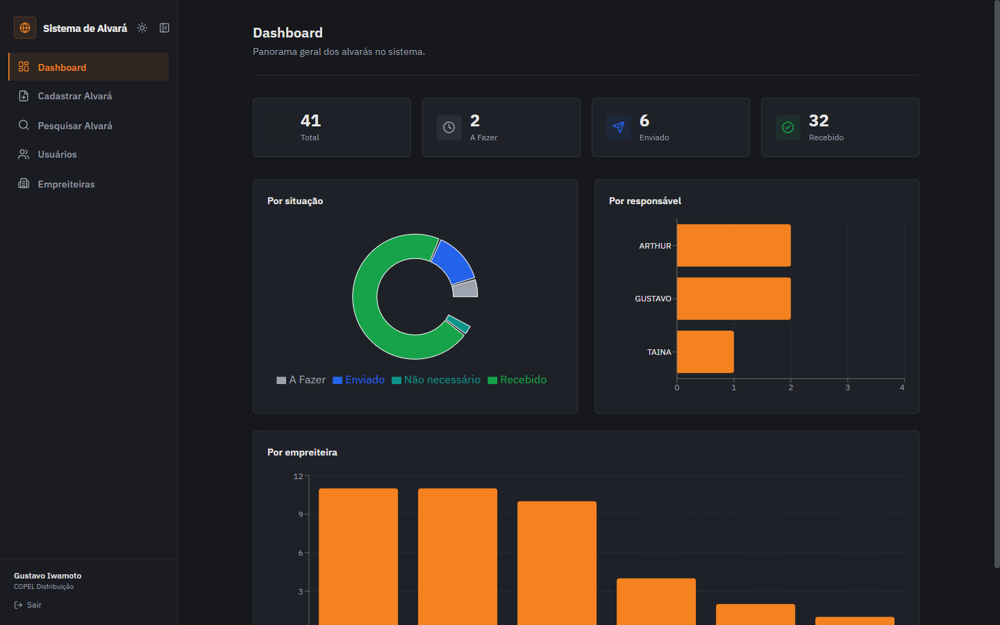 Sistema de Alvará
Dashboard
Cadastrar Alvará
Pesquisar Alvará
Usuários
Empreiteiras
Gustavo Iwamoto
COPEL Distribuição
Sair
Dashboard
Panorama geral dos alvarás no sistema.
41
Total
2
A Fazer
6
Enviado
32
Recebido
Por situação
A Fazer Enviado Não necessário Recebido
Por responsável
ARTHUR
GUSTAVO
TAINA
0 1 2 3 4
Por empreiteira
12
9
6
3